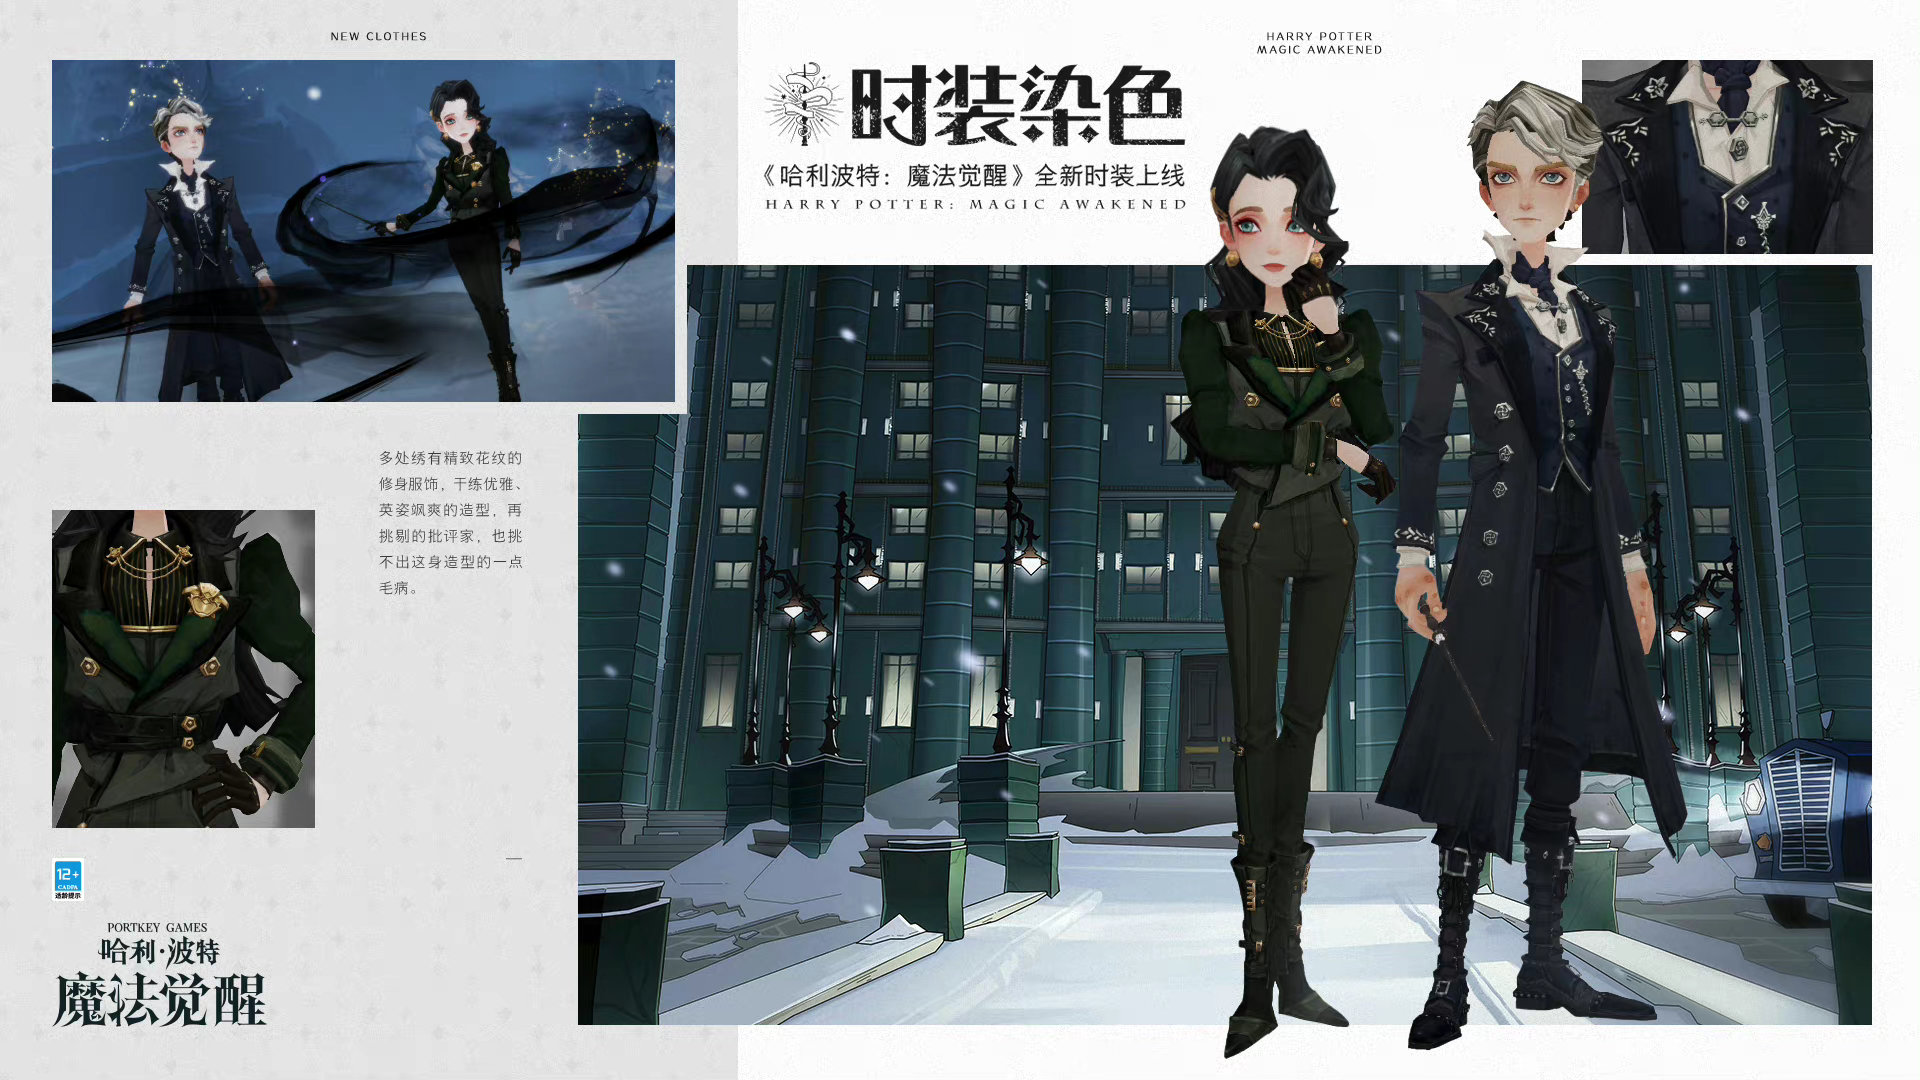 NEW CLOTHES
HARRY POTTER
MAGIC AWAKENED
时装染色
《哈利波特：魔法觉醒》全新时装上线
HARRY POTTER: MAGIC AWAKENED
多处绣有精致花纹的
修身服饰，干练优雅、
英姿飒爽的造型，再
挑剔的批评家，也挑
不出这身造型的一点
毛病。
12+
CADPA
适龄提示
PORTKEY GAMES
哈利·波特
魔法觉醒